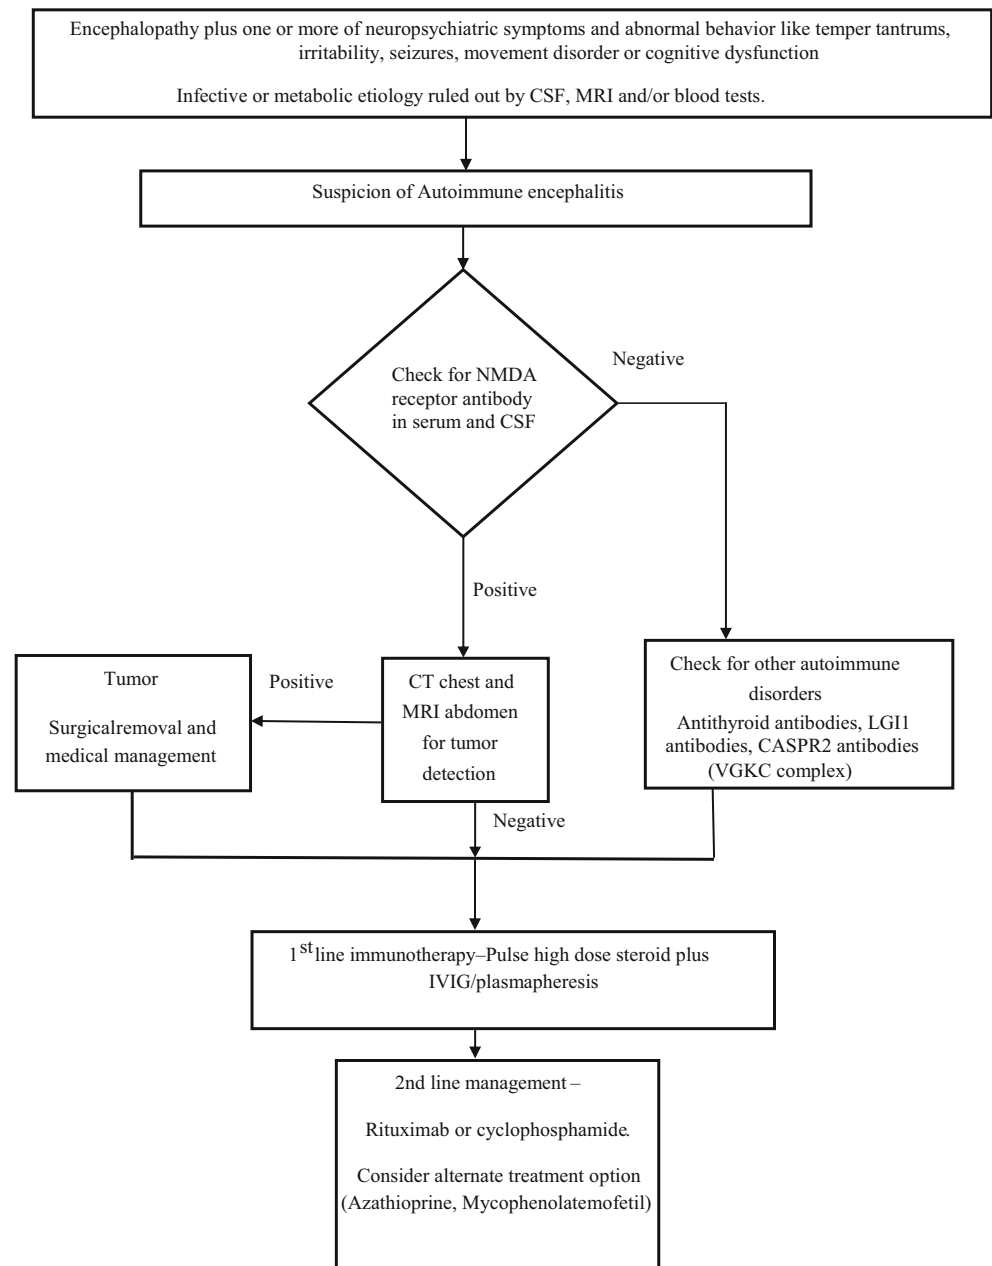 Encephalopathy plus one or more of neuropsychiatric symptoms and abnormal behavior like temper tantrums,
irritability, seizures, movement disorder or cognitive dysfunction
Infective or metabolic etiology ruled out by CSF, MRI and/or blood tests.
Suspicion of Autoimmune encephalitis
Check for NMDA
receptor antibody
in serum and CSF
Negative
Positive
Tumor
Surgicalremoval and
medical management
Positive
CT chest and
MRI abdomen
for tumor
detection
Negative
Check for other autoimmune
disorders
Antithyroid antibodies, LGI1
antibodies, CASPR2 antibodies
(VGKC complex)
1st line immunotherapy–Pulse high dose steroid plus
IVIG/plasmapheresis
2nd line management –
Rituximab or cyclophosphamide.
Consider alternate treatment option
(Azathioprine, Mycophenolatemofetil)